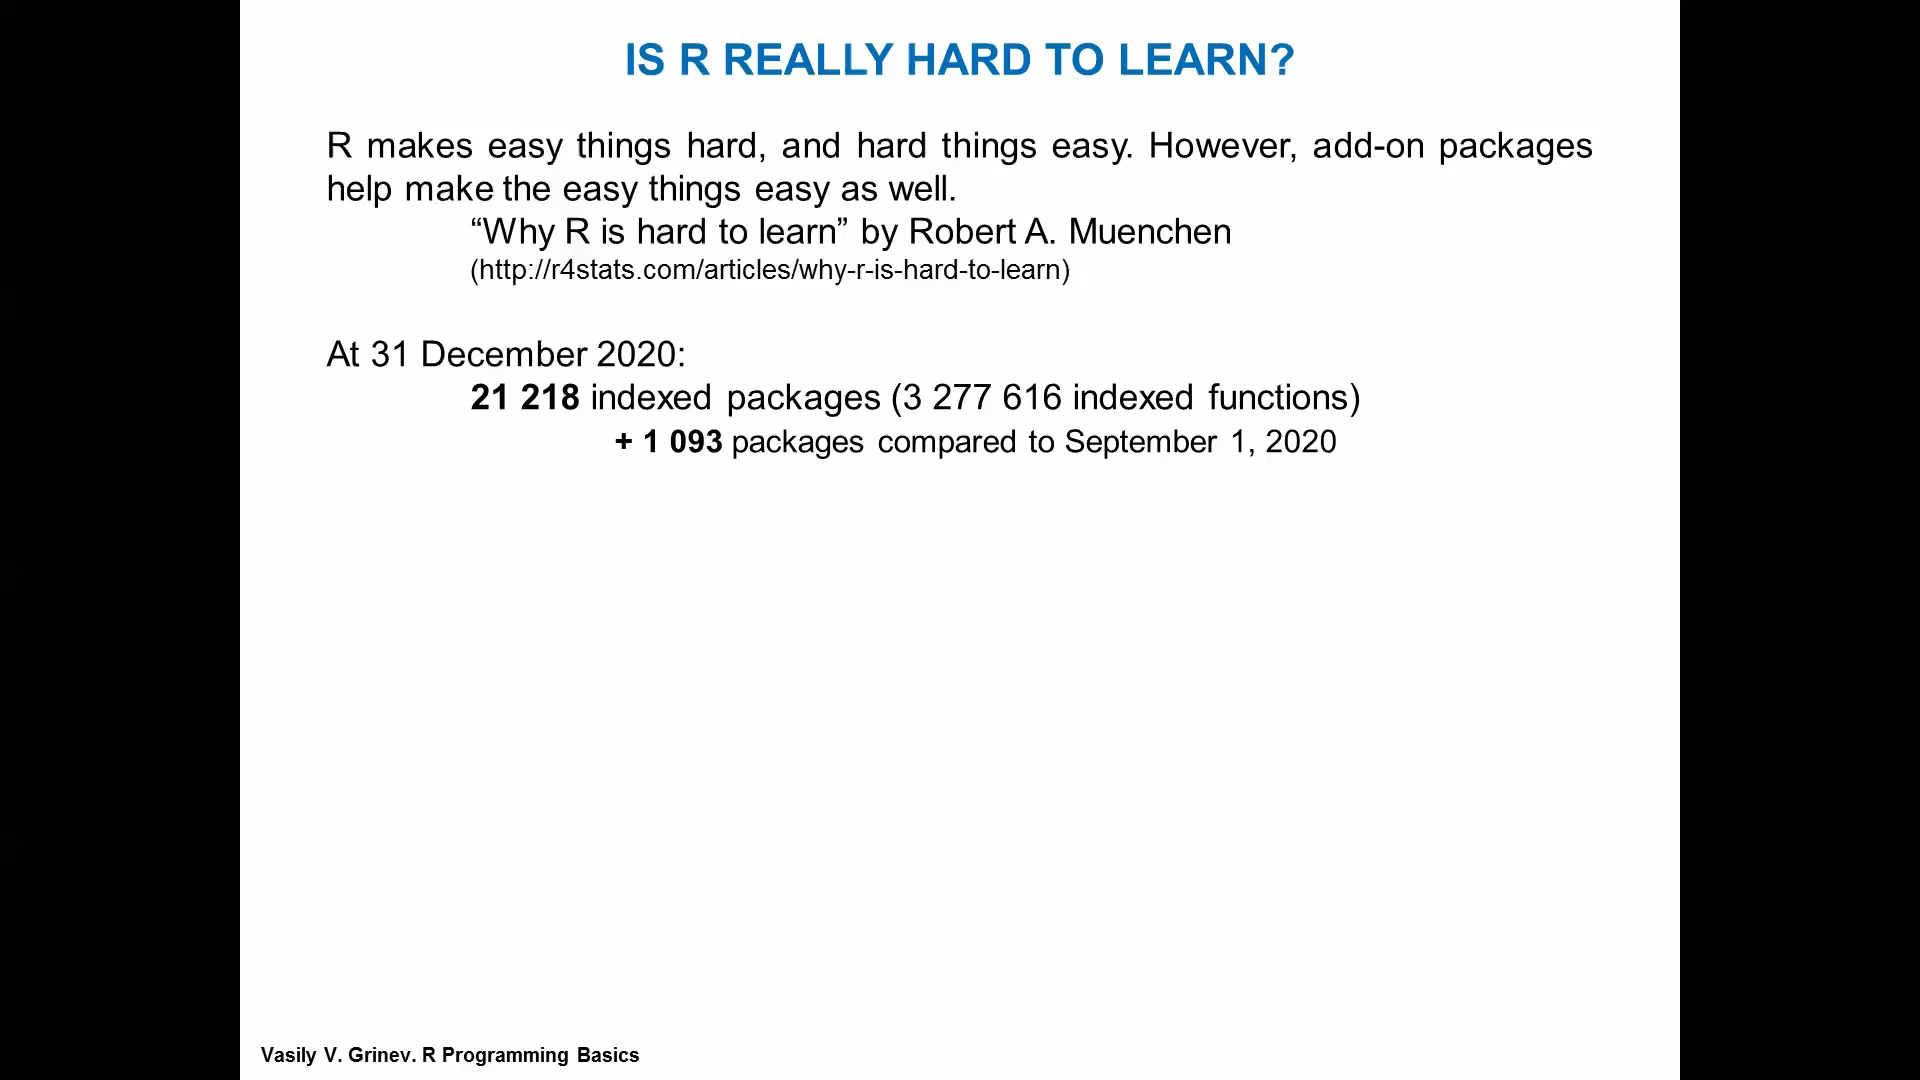 IS R REALLY HARD TO LEARN?
R makes easy things hard, and hard things easy. However, add-on packages
help make the easy things easy as well.
“Why R is hard to learn” by Robert A. Muenchen
(http://r4stats.com/articles/why-r-is-hard-to-learn)
At 31 December 2020:
21 218 indexed packages (3 277 616 indexed functions)
+ 1 093 packages compared to September 1, 2020
Vasily V. Grinev. R Programming Basics